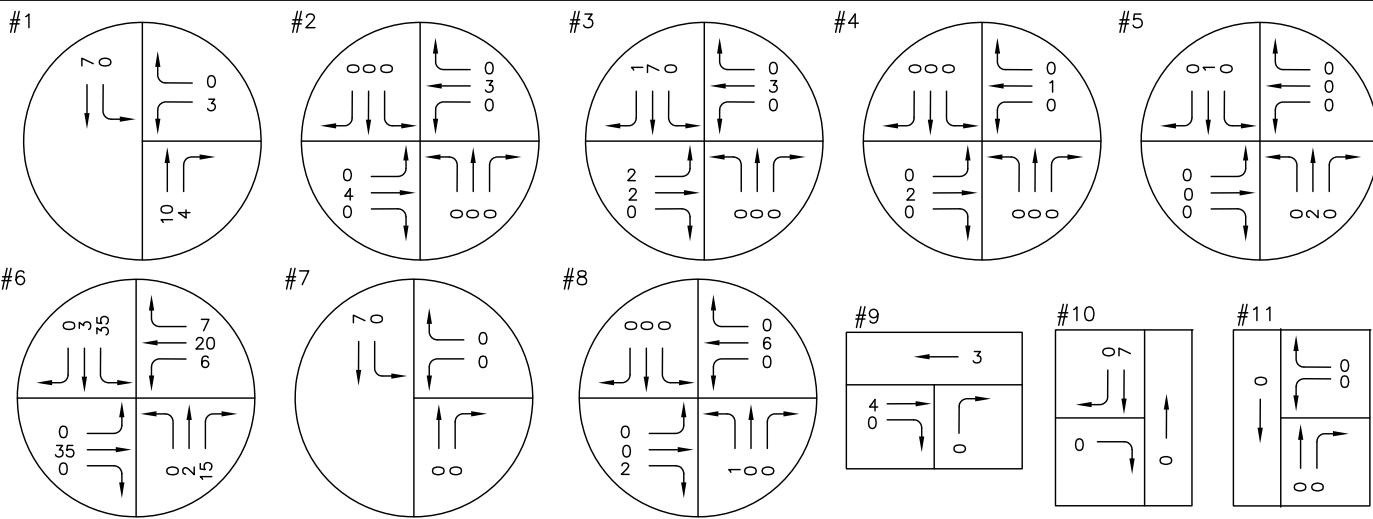 #1 #2 #3 #4 #5
7 0 0 3 10 4
0 0 0 0 3 0 0 4 0 0 0 0
1 7 0 0 3 0 2 2 0 0 0 0
0 0 0 0 1 0 0 2 0 0 0 0
0 1 0 0 0 0 0 0 0 0 2 0
#6 #7 #8 #9 #10 #11
0 3 35 7 20 6 0 35 0 0 2 15
7 0 0 0 0 0
0 0 0 0 6 0 0 0 2 1 0 0
3 4 0 0
0 7 0 0
0 0 0 0 0